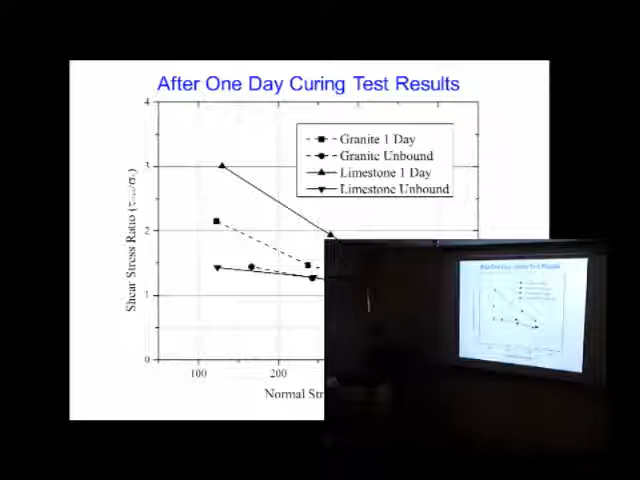 After One Day Curing Test Results
4
Granite 1 Day
Granite Unbound
Limestone 1 Day
Limestone Unbound
3
2
1
0
Shear Stress Ratio
100
200
Normal